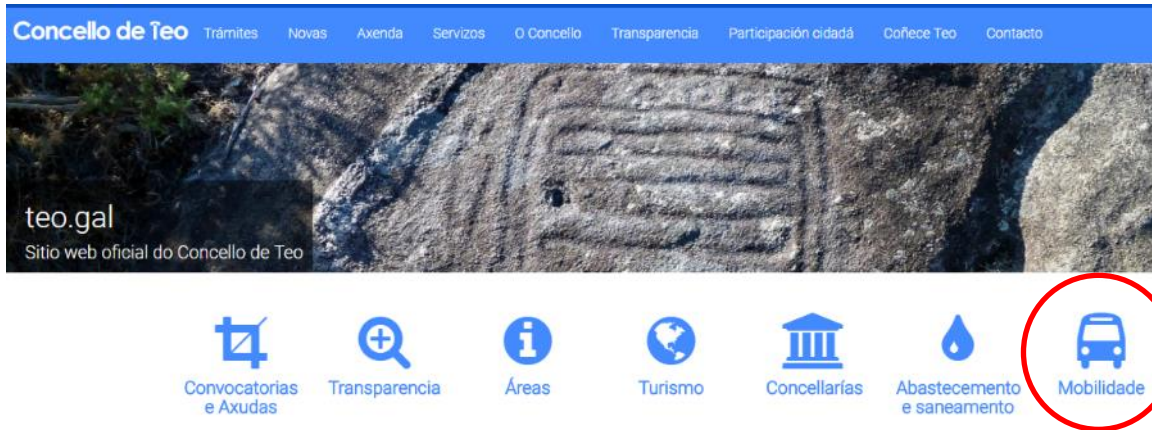 Concello de Teo Trámites Novas Axenda Servizos O Concello Transparencia Participación cidadá Coñece Teo Contacto
teo.gal
Sitio web oficial do Concello de Teo
Convocatorias e Axudas
Transparencia
Áreas
Turismo
Concellarías
Abastecemento e saneamento
Mobilidade